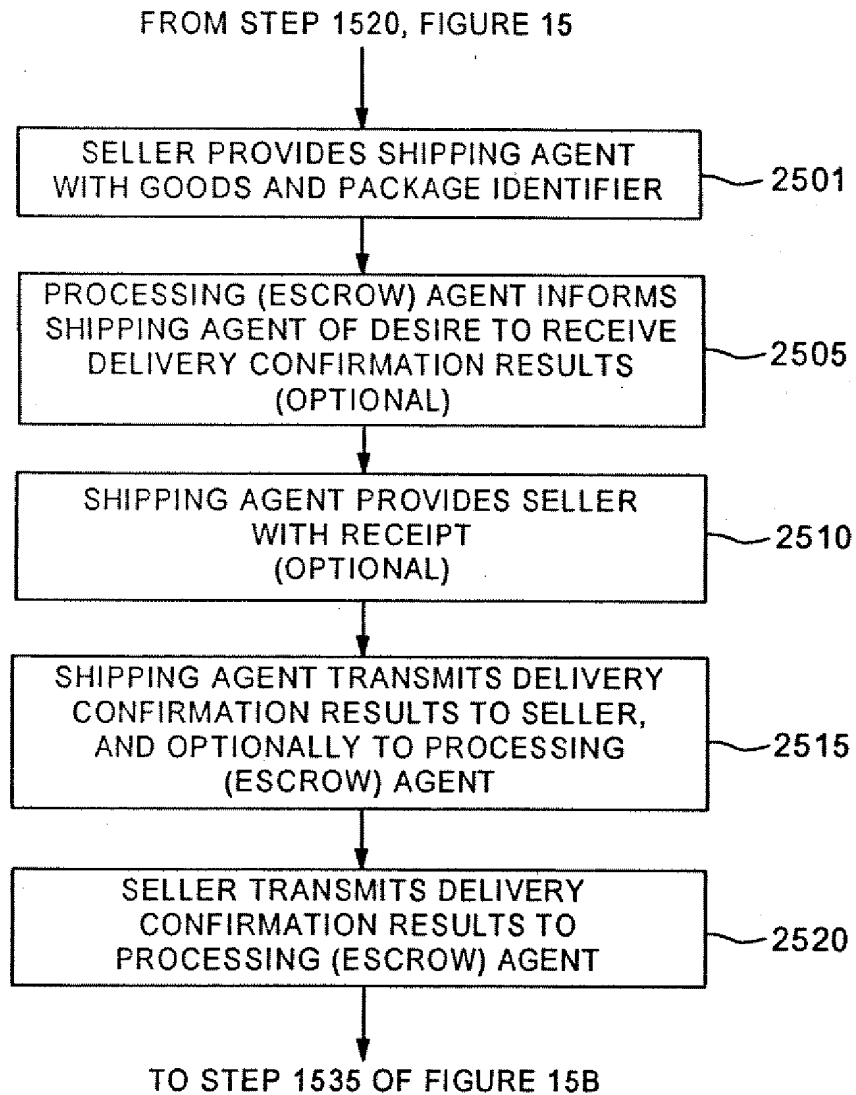 FROM STEP 1520, FIGURE 15
SELLER PROVIDES SHIPPING AGENT
WITH GOODS AND PACKAGE IDENTIFIER
2501
PROCESSING (ESCROW) AGENT INFORMS
SHIPPING AGENT OF DESIRE TO RECEIVE
DELIVERY CONFIRMATION RESULTS
(OPTIONAL)
2505
SHIPPING AGENT PROVIDES SELLER
WITH RECEIPT
(OPTIONAL)
2510
SHIPPING AGENT TRANSMITS DELIVERY
CONFIRMATION RESULTS TO SELLER,
AND OPTIONALLY TO PROCESSING
(ESCROW) AGENT
2515
SELLER TRANSMITS DELIVERY
CONFIRMATION RESULTS TO
PROCESSING (ESCROW) AGENT
2520
TO STEP 1535 OF FIGURE 15B